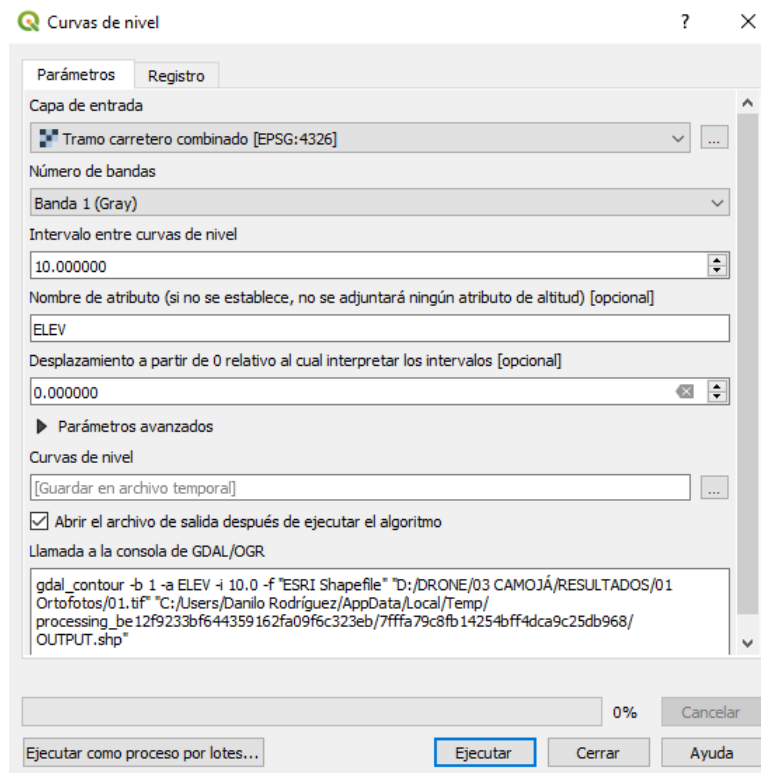 Curvas de nivel
?
Parámetros
Registro
Capa de entrada
Tramo carretero combinado [EPSG:4326]
...
Número de bandas
Banda 1 (Gray)
Intervalo entre curvas de nivel
10.000000
Nombre de atributo (si no se establece, no se adjuntará ningún atributo de altitud) [opcional]
ELEV
Desplazamiento a partir de 0 relativo al cual interpretar los intervalos [opcional]
0.000000
Parámetros avanzados
Curvas de nivel
[Guardar en archivo temporal]
...
Abrir el archivo de salida después de ejecutar el algoritmo
Llamada a la consola de GDAL/OGR
gdal_contour -b 1 -a ELEV -i 10.0 -f "ESRI Shapefile" "D:/DRONE/03 CAMOJÁ/RESULTADOS/01
Ortofotos/01.tif" "C:/Users/Danilo Rodríguez/AppData/Local/Temp/
processing_be12f9233bf644359162fa09f6c323eb/7fffa79c8fb14254bff4dca9c25db968/
OUTPUT.shp"
0%
Cancelar
Ejecutar como proceso por lotes...
Ejecutar
Cerrar
Ayuda